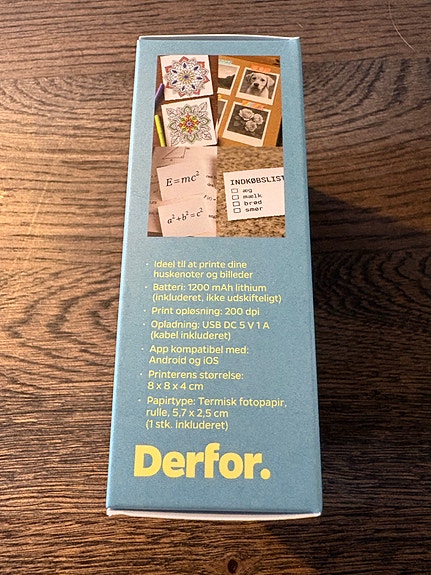 E = mc²
a² + b² = c²
INDKØBSLIST
æg
mælk
brød
smør
· Ideel til at printe dine
huskenoter og billeder
· Batteri: 1200 mAh lithium
(inkluderet, ikke udskifteligt)
· Print opløsning: 200 dpi
· Opladning: USB DC 5 V 1 A
(kabel inkluderet)
· App kompatibel med:
Android og iOS
· Printerens størrelse:
8 x 8 x 4 cm
· Papirtype: Termisk fotopapir,
rulle, 5,7 x 2,5 cm
(1 stk. inkluderet)
Derfor.